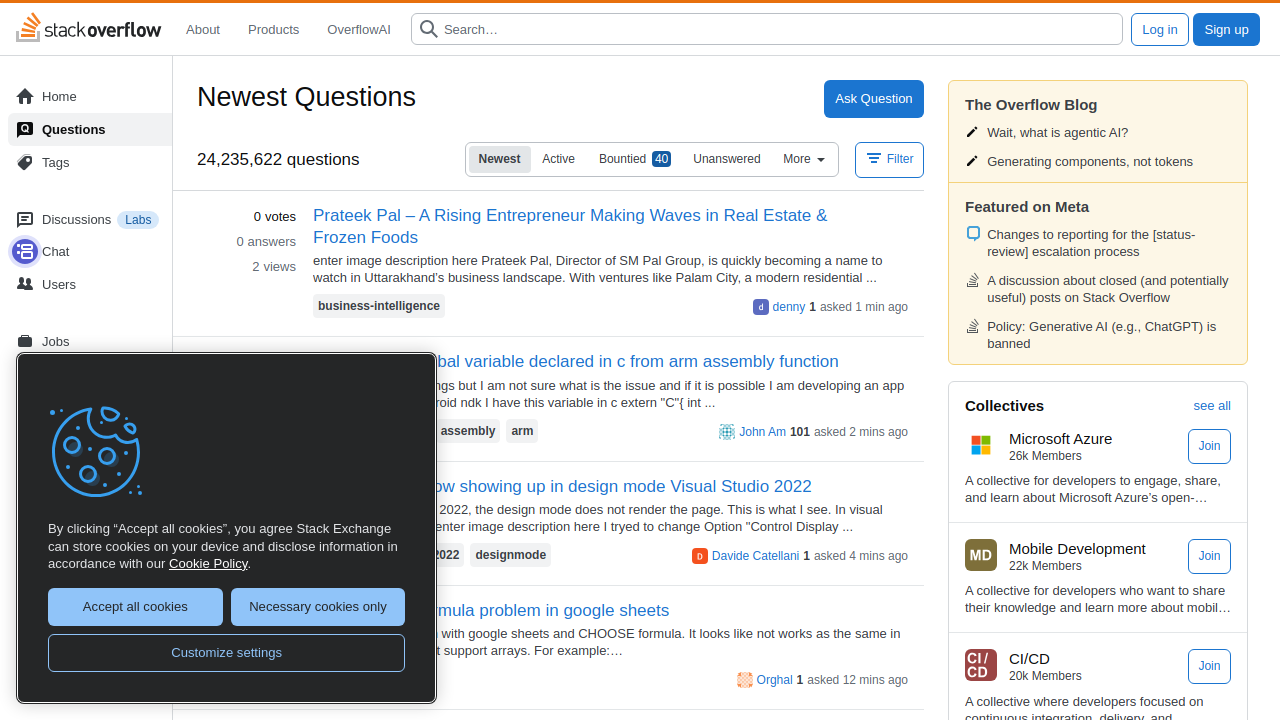 stack overflow
About
Products
OverflowAI
Search…
Log in
Sign up
Home
Questions
Tags
Discussions
Labs
Chat
Users
Jobs
Newest Questions
Ask Question
24,235,622 questions
Newest
Active
Bountied 40
Unanswered
More
Filter
0 votes
0 answers
2 views
Prateek Pal – A Rising Entrepreneur Making Waves in Real Estate &
Frozen Foods
enter image description here Prateek Pal, Director of SM Pal Group, is quickly becoming a name to
watch in Uttarakhand’s business landscape. With ventures like Palm City, a modern residential ...
business-intelligence
denny 1 asked 1 min ago
bal variable declared in c from arm assembly function
ngs but I am not sure what is the issue and if it is possible I am developing an app
roid ndk I have this variable in c extern "C"{ int ...
assembly
arm
John Am 101 asked 2 mins ago
ow showing up in design mode Visual Studio 2022
2022, the design mode does not render the page. This is what I see. In visual
enter image description here I tryed to change Option "Control Display ...
2022
designmode
Davide Catellani 1 asked 4 mins ago
rmula problem in google sheets
with google sheets and CHOOSE formula. It looks like not works as the same in
t support arrays. For example:…
Orghal 1 asked 12 mins ago
The Overflow Blog
Wait, what is agentic AI?
Generating components, not tokens
Featured on Meta
Changes to reporting for the [status-
review] escalation process
A discussion about closed (and potentially
useful) posts on Stack Overflow
Policy: Generative AI (e.g., ChatGPT) is
banned
Collectives
see all
Microsoft Azure
26k Members
Join
A collective for developers to engage, share,
and learn about Microsoft Azure’s open-…
MD
Mobile Development
22k Members
Join
A collective for developers who want to share
their knowledge and learn more about mobil…
CI/
CD
CI/CD
20k Members
Join
A collective where developers focused on
continuous integration, delivery, and
By clicking “Accept all cookies”, you agree Stack Exchange
can store cookies on your device and disclose information in
accordance with our Cookie Policy.
Accept all cookies
Necessary cookies only
Customize settings